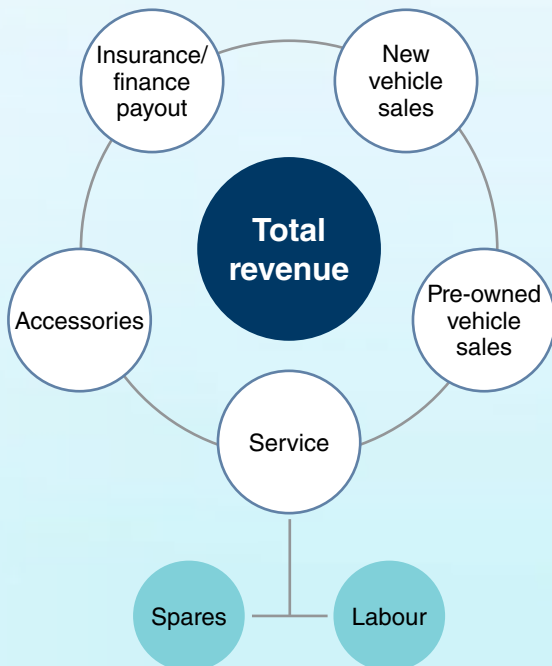 Insurance/
finance
payout
New
vehicle
sales
Total
revenue
Accessories
Pre-owned
vehicle
sales
Service
Spares
Labour